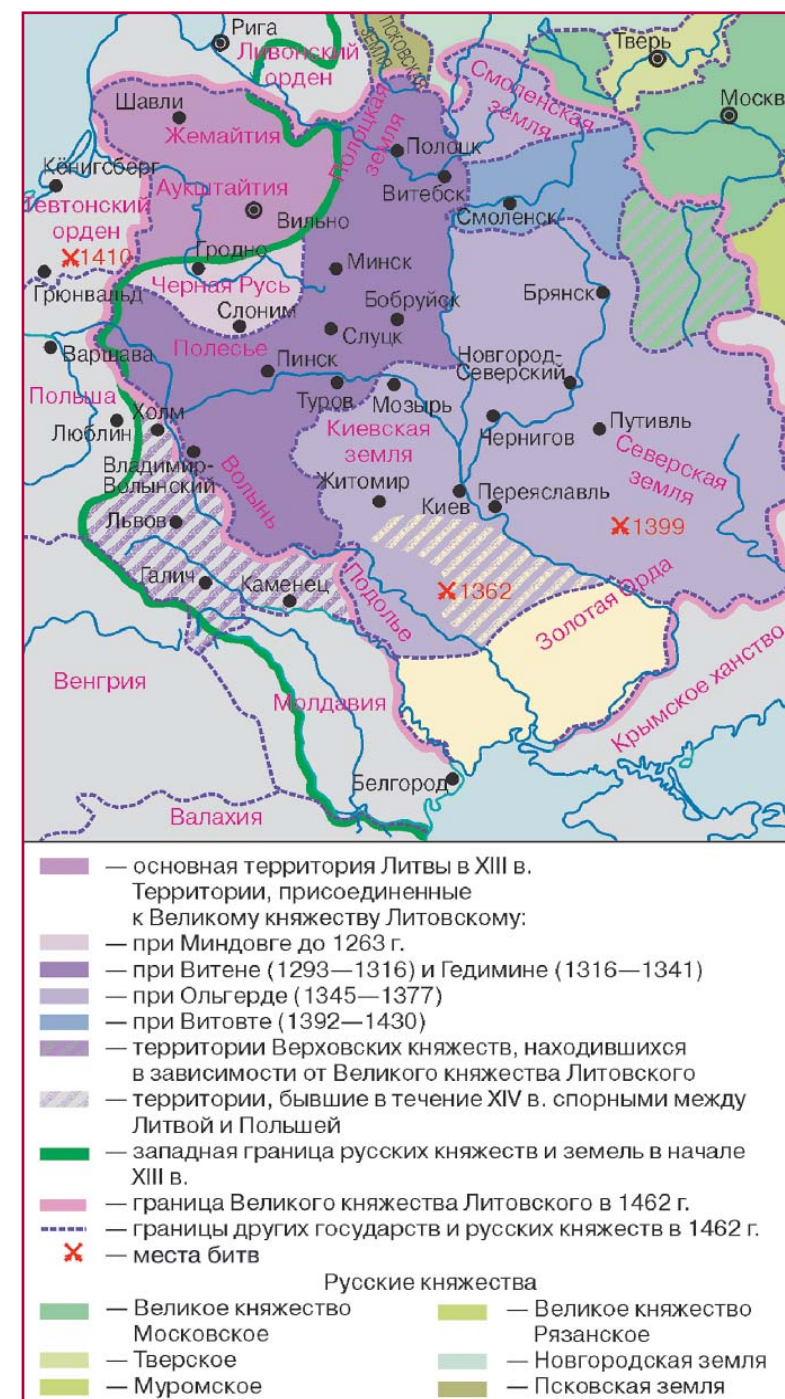 Рига
Ливонский
орден
ПСКОВСКАЯ
ЗЕМЛЯ
Тверь
Смоленская
земля
Москв
Шавли
Жемайтия
Полоцкая
земля
Полоцк
Кёнигсберг
Аукштайтия
Витебск
Тевтонский
орден
Вильно
Смоленск
1410
Гродно
Минск
Грюнвальд
Черная Русь
Брянск
Слоним
Бобруйск
Варшава
Полесье
Слуцк
Новгород-
Северский
Пинск
Польша
Туров
Мозырь
Холм
Люблин
Киевская
земля
Чернигов
Путивль
Владимир-
Волынский
Волынь
Северская
земля
Житомир
Киев
Переяславль
Львов
1399
Галич
Каменец
Подолье
1362
Золотая Орда
Венгрия
Молдавия
Крымское ханство
Белгород
Валахия
— основная территория Литвы в XIII в.
Территории, присоединенные
к Великому княжеству Литовскому:
— при Миндовге до 1263 г.
— при Витене (1293—1316) и Гедимине (1316—1341)
— при Ольгерде (1345—1377)
— при Витовте (1392—1430)
— территории Верховских княжеств, находившихся
в зависимости от Великого княжества Литовского
— территории, бывшие в течение XIV в. спорными между
Литвой и Польшей
— западная граница русских княжеств и земель в начале
XIII в.
— граница Великого княжества Литовского в 1462 г.
— границы других государств и русских княжеств в 1462 г.
— места битв
Русские княжества
— Великое княжество
Московское
— Тверское
— Муромское
— Великое княжество
Рязанское
— Новгородская земля
— Псковская земля